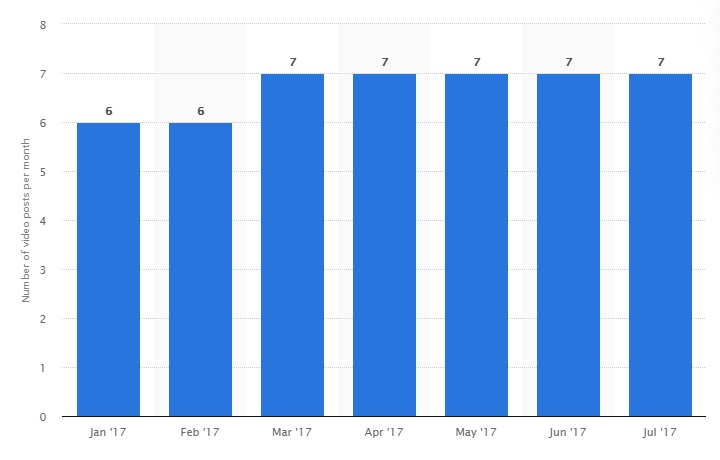 8
7
6
5
4
3
2
1
0
Number of video posts per month
6
6
7
7
7
7
7
Jan '17
Feb '17
Mar '17
Apr '17
May '17
Jun '17
Jul '17